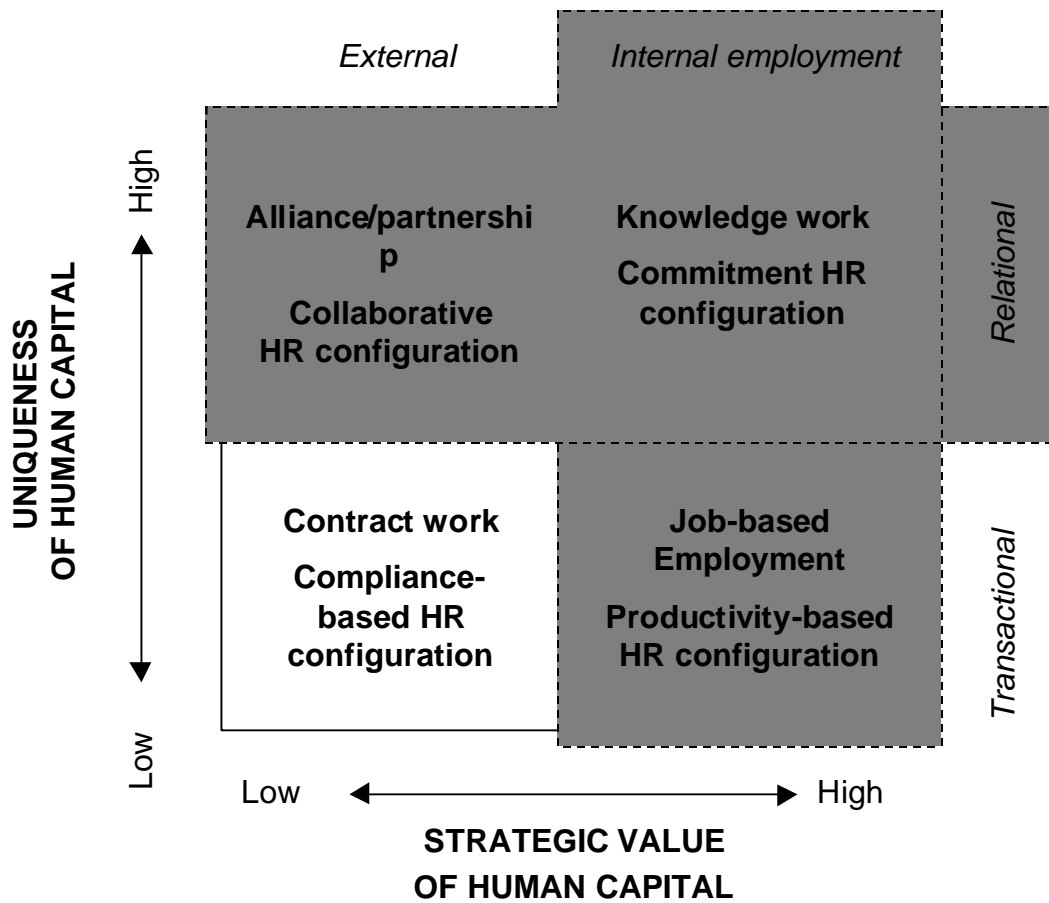 External
Internal employment
High
Alliance/partnershi
p
Collaborative
HR configuration
Knowledge work
Commitment HR
configuration
Relational
UNIQUENESS
OF HUMAN CAPITAL
Contract work
Compliance-
based HR
configuration
Job-based
Employment
Productivity-based
HR configuration
Transactional
Low
Low
High
STRATEGIC VALUE
OF HUMAN CAPITAL